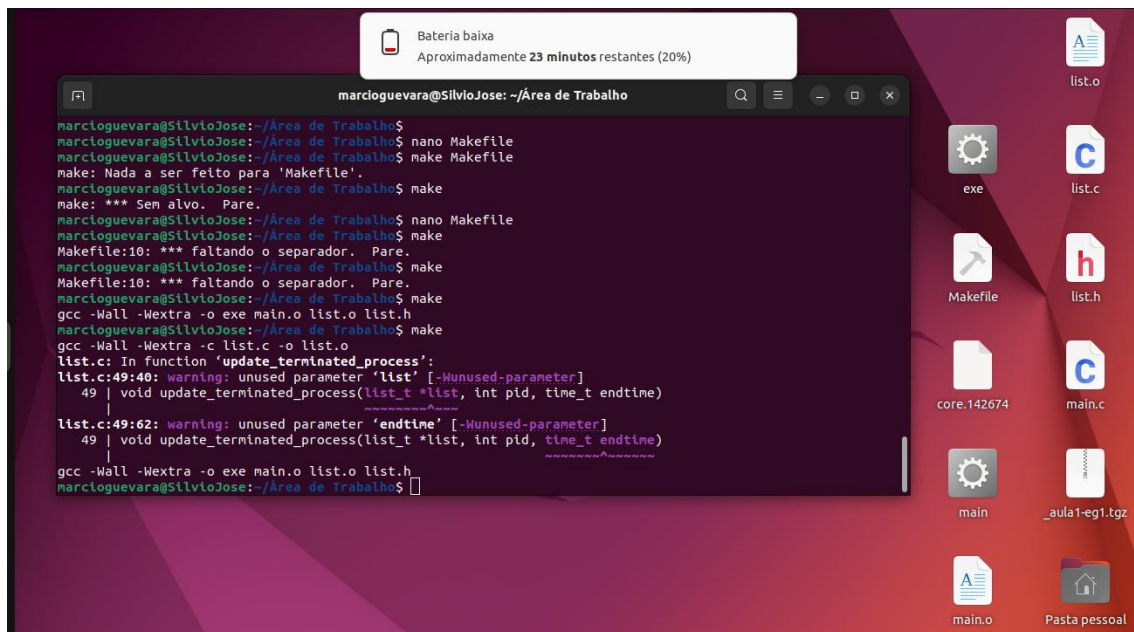 Bateria baixa
Aproximadamente 23 minutos restantes (20%)
marcioguevara@SilvioJose: ~/Área de Trabalho
marcioguevara@SilvioJose:~/Área de Trabalho$
marcioguevara@SilvioJose:~/Área de Trabalho$ nano Makefile
marcioguevara@SilvioJose:~/Área de Trabalho$ make Makefile
make: Nada a ser feito para 'Makefile'.
marcioguevara@SilvioJose:~/Área de Trabalho$ make
make: *** Sem alvo.  Pare.
marcioguevara@SilvioJose:~/Área de Trabalho$ nano Makefile
marcioguevara@SilvioJose:~/Área de Trabalho$ make
Makefile:10: *** faltando o separador.  Pare.
marcioguevara@SilvioJose:~/Área de Trabalho$ make
Makefile:10: *** faltando o separador.  Pare.
marcioguevara@SilvioJose:~/Área de Trabalho$ make
gcc -Wall -Wextra -o exe main.o list.o list.h
marcioguevara@SilvioJose:~/Área de Trabalho$ make
gcc -Wall -Wextra -c list.c -o list.o
list.c: In function ‘update_terminated_process’:
list.c:49:40: warning: unused parameter ‘list’ [-Wunused-parameter]
49 | void update_terminated_process(list_t *list, int pid, time_t endtime)
| ~~~~~~~~^~~~
list.c:49:62: warning: unused parameter ‘endtime’ [-Wunused-parameter]
49 | void update_terminated_process(list_t *list, int pid, time_t endtime)
| ~~~~~~~^~~~~~~
gcc -Wall -Wextra -o exe main.o list.o list.h
marcioguevara@SilvioJose:~/Área de Trabalho$
list.o
exe
list.c
Makefile
list.h
core.142674
main.c
main
_aula1-eg1.tgz
main.o
Pasta pessoal